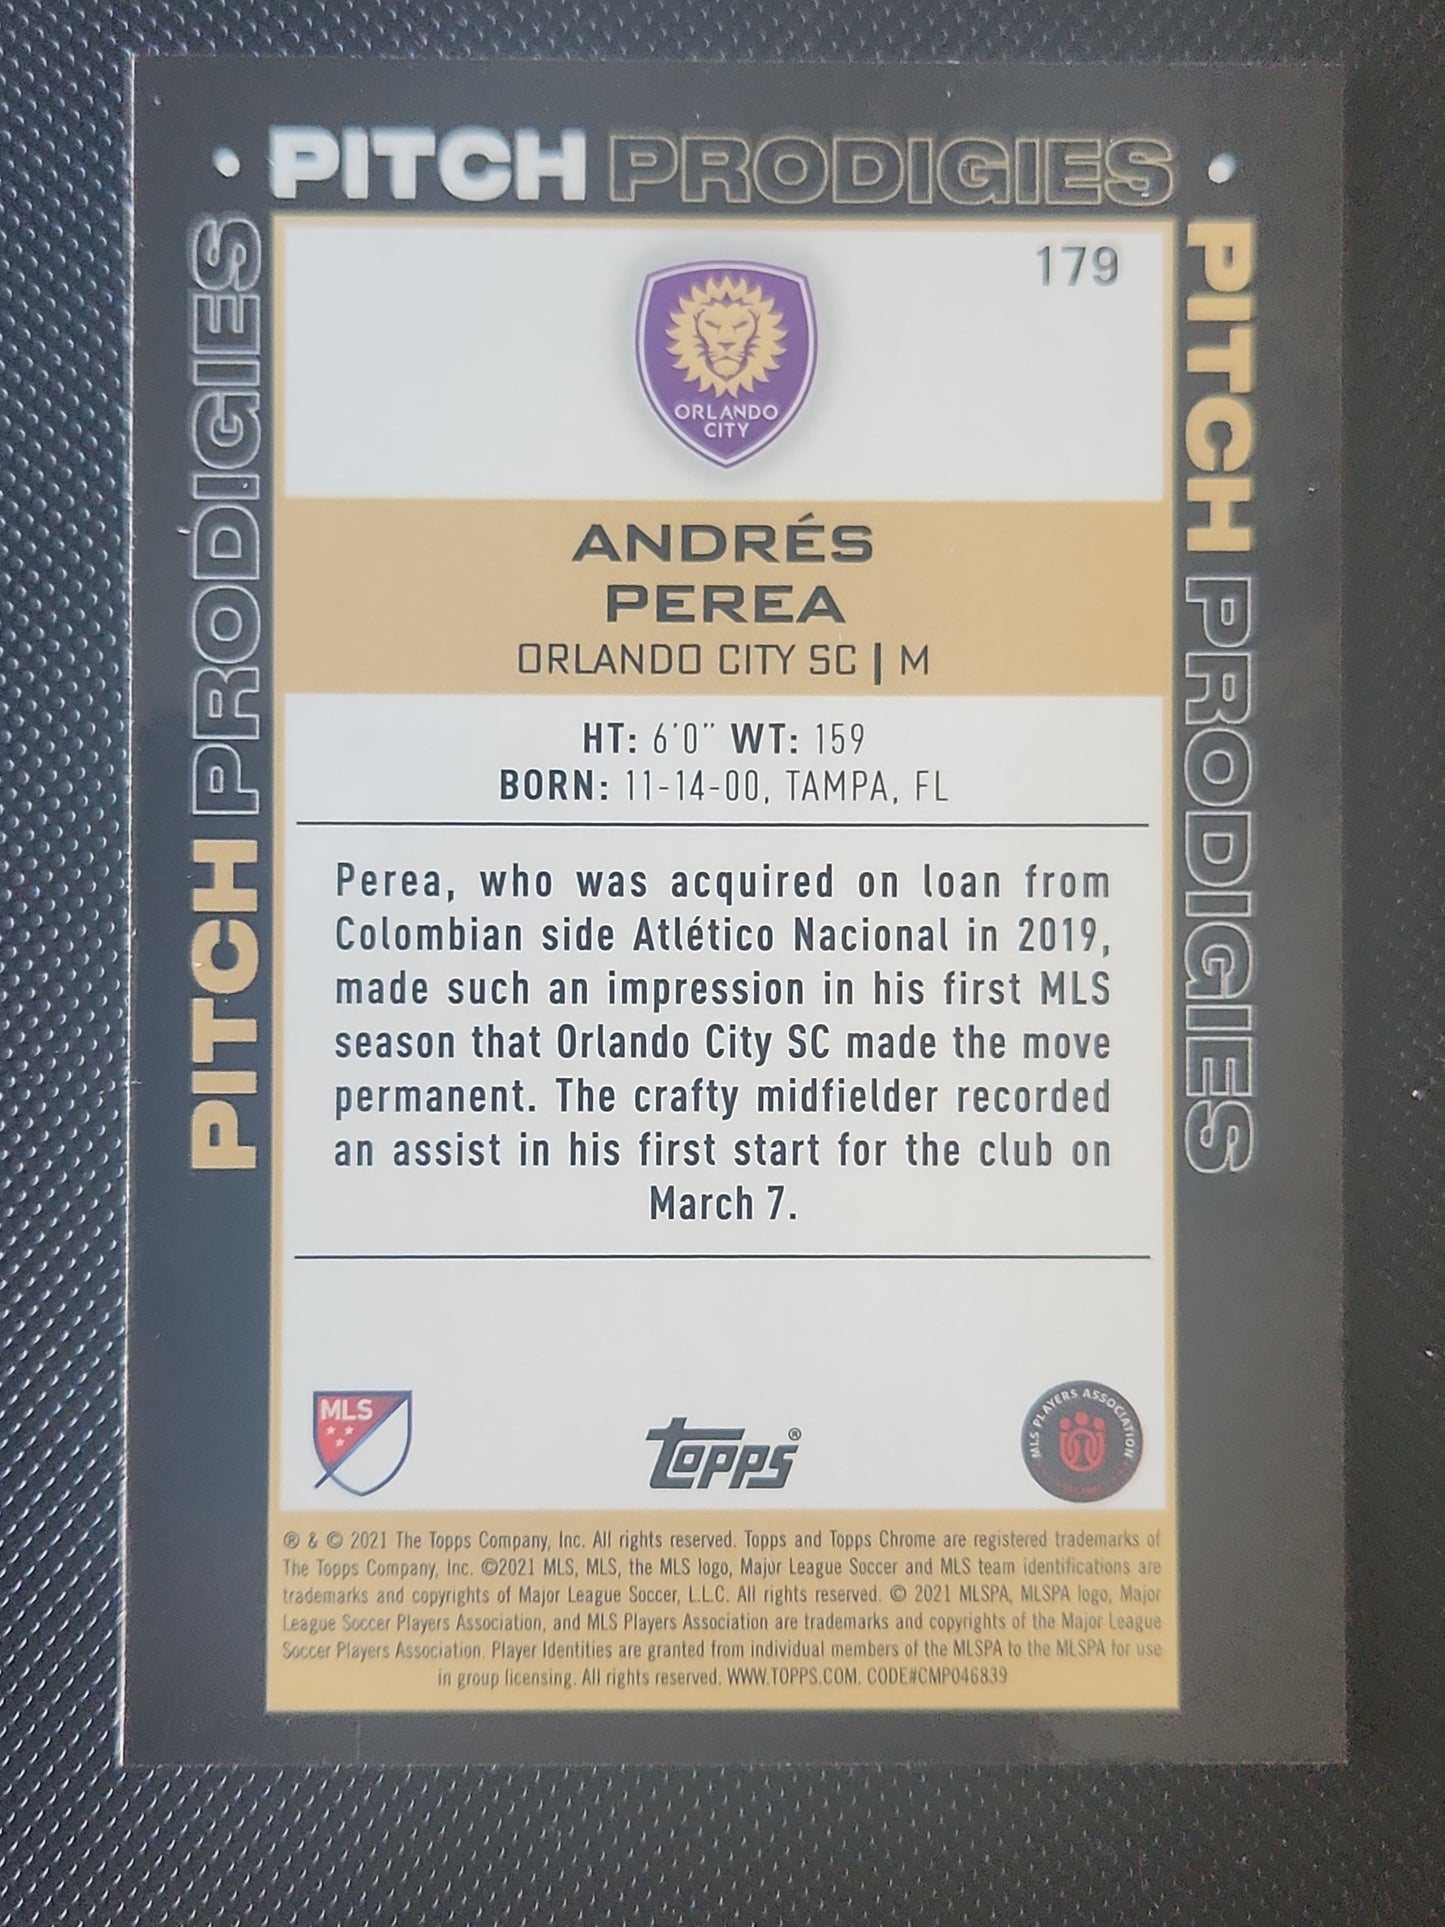 PITCH PRODIGIES
PITCH PRODIGIES
PITCH PRODIGIES
179
ORLANDO
CITY
ANDRÉS
PEREA
ORLANDO CITY SC | M
HT: 6'0" WT: 159
BORN: 11-14-00, TAMPA, FL
Perea, who was acquired on loan from
Colombian side Atlético Nacional in 2019,
made such an impression in his first MLS
season that Orlando City SC made the move
permanent. The crafty midfielder recorded
an assist in his first start for the club on
March 7.
MLS
Topps®
MLS PLAYERS ASSOCIATION
® & © 2021 The Topps Company, Inc. All rights reserved. Topps and Topps Chrome are registered trademarks of
The Topps Company, Inc. ©2021 MLS, MLS, the MLS logo, Major League Soccer and MLS team identifications are
trademarks and copyrights of Major League Soccer, L.L.C. All rights reserved. © 2021 MLSPA, MLSPA logo, Major
League Soccer Players Association, and MLS Players Association are trademarks and copyrights of the Major League
Soccer Players Association. Player Identities are granted from individual members of the MLSPA to the MLSPA for use
in group licensing. All rights reserved. WWW.TOPPS.COM. CODE#CMP046839